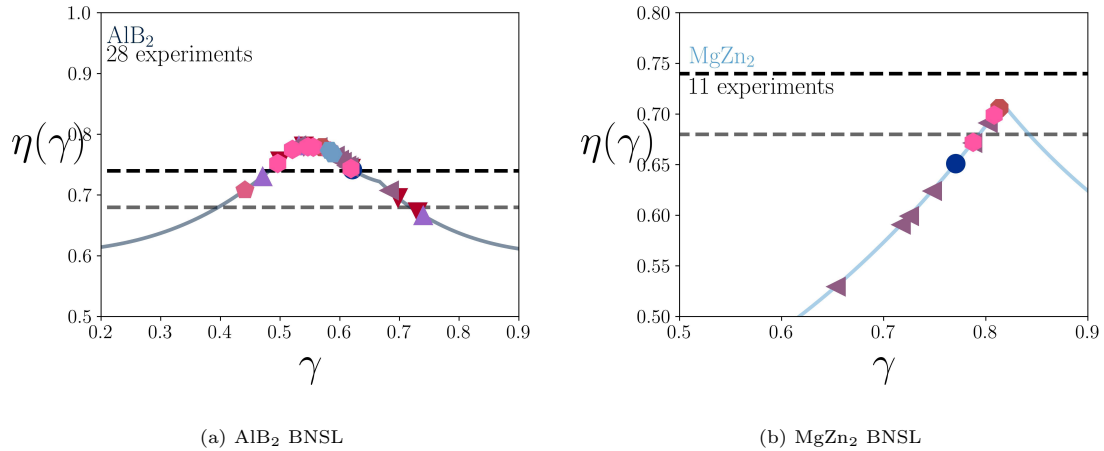 1.0
0.9
0.8
0.7
0.6
0.5
0.2
0.3
0.4
0.5
0.6
0.7
0.8
0.9
η(γ)
γ
AlB₂
28 experiments
(a) AlB₂ BNSL
0.80
0.75
0.70
0.65
0.60
0.55
0.50
0.5
0.6
0.7
0.8
0.9
η(γ)
γ
MgZn₂
11 experiments
(b) MgZn₂ BNSL